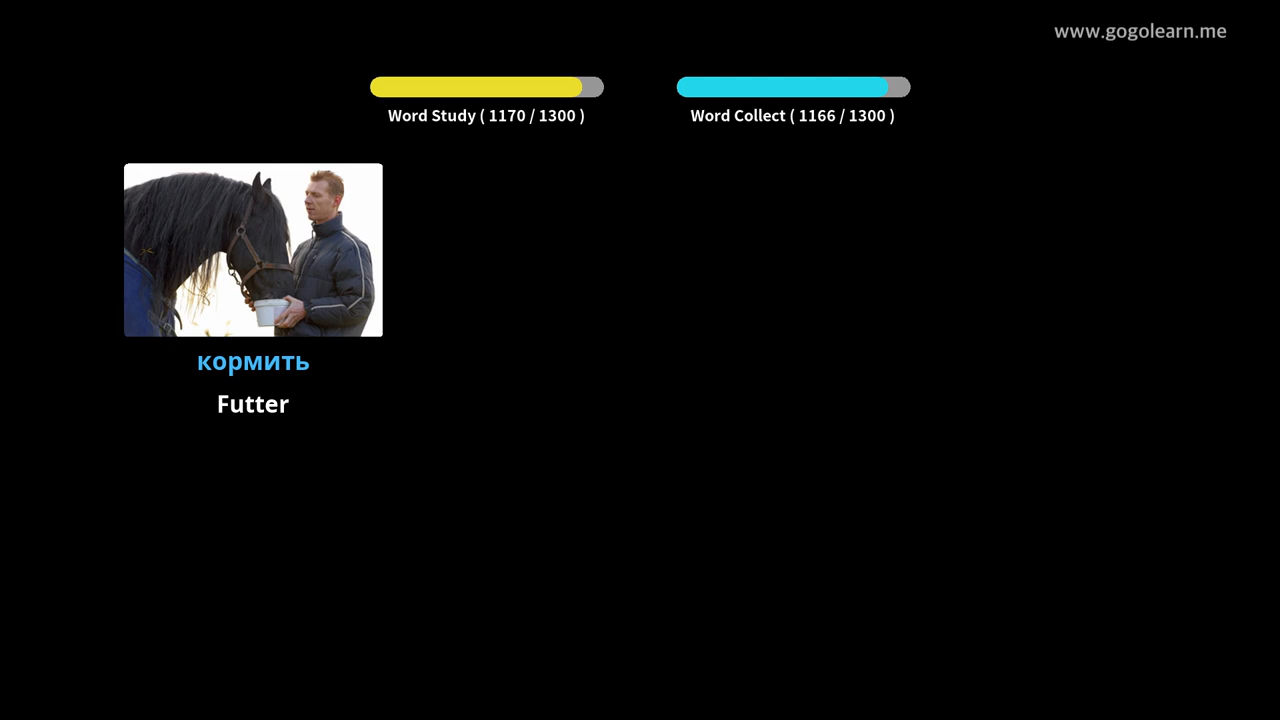 www.gogolearn.me
Word Study ( 1170 / 1300 )
Word Collect ( 1166 / 1300 )
кормить
Futter